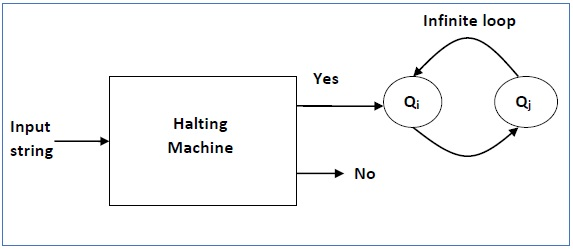 Infinite loop
Yes
Qi
Qj
Input
string
Halting
Machine
No